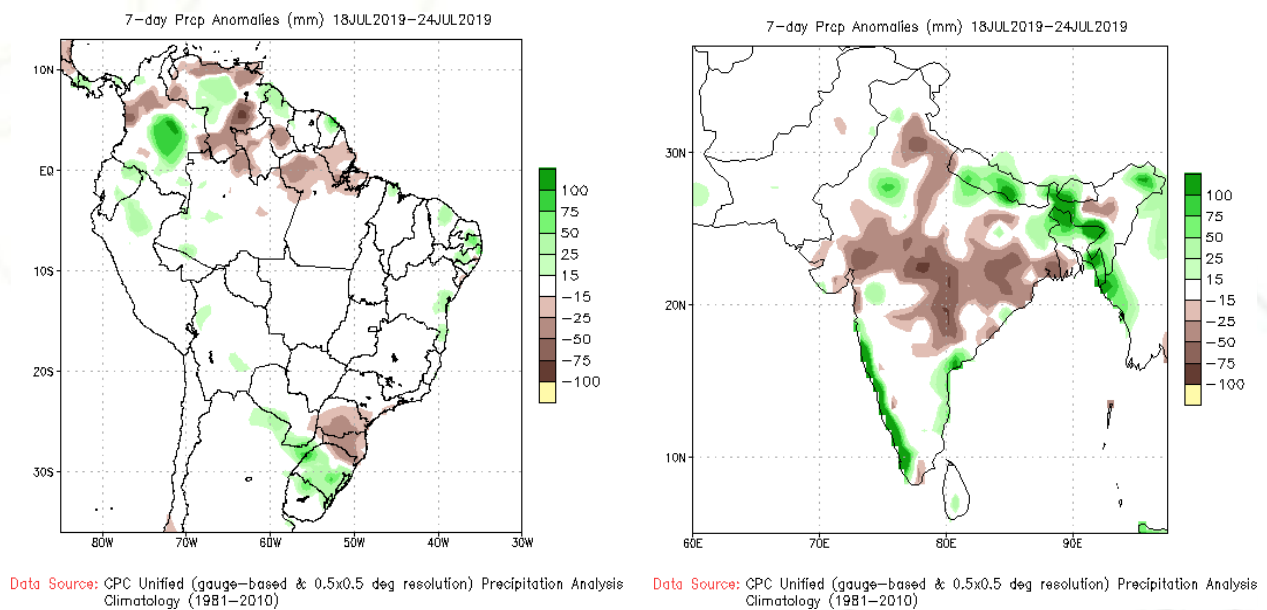 7-day Prcp Anomalies (mm) 18JUL2019-24JUL2019
10N
EQ
10S
20S
30S
80W 70W 60W 50W 40W 30W
100
75
50
25
15
-15
-25
-50
-75
-100
Data Source: CPC Unified (gauge-based & 0.5x0.5 deg resolution) Precipitation Analysis
Climatology (1981-2010)
7-day Prcp Anomalies (mm) 18JUL2019-24JUL2019
30N
20N
10N
60E 70E 80E 90E
100
75
50
25
15
-15
-25
-50
-75
-100
Data Source: CPC Unified (gauge-based & 0.5x0.5 deg resolution) Precipitation Analysis
Climatology (1981-2010)